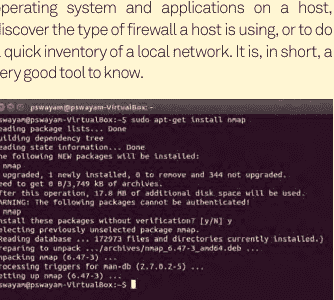 operating system and applications on a host,
discover the type of firewall a host is using, or to do
quick inventory of a local network. It is, in short, a
very good tool to know.
pswayam@pswayam-VirtualBox: ~
pswayam@pswayam-VirtualBox:~$ sudo apt-get install nmap
eading package lists... Done
uilding dependency tree
eading state information... Done
he following NEW packages will be installed:
nmap
upgraded, 1 newly installed, 0 to remove and 344 not upgraded.
eed to get 0 B/3,749 kB of archives.
fter this operation, 17.8 MB of additional disk space will be used.
ARNING: The following packages cannot be authenticated!
nmap
nstall these packages without verification? [y/N] y
electing previously unselected package nmap.
Reading database ... 172973 files and directories currently installed.)
reparing to unpack .../archives/nmap_6.47-3_amd64.deb ...
npacking nmap (6.47-3) ...
rocessing triggers for man-db (2.7.0.2-5) ...
etting up nmap (6.47-3) ...
swayam@pswayam-VirtualBox:~$